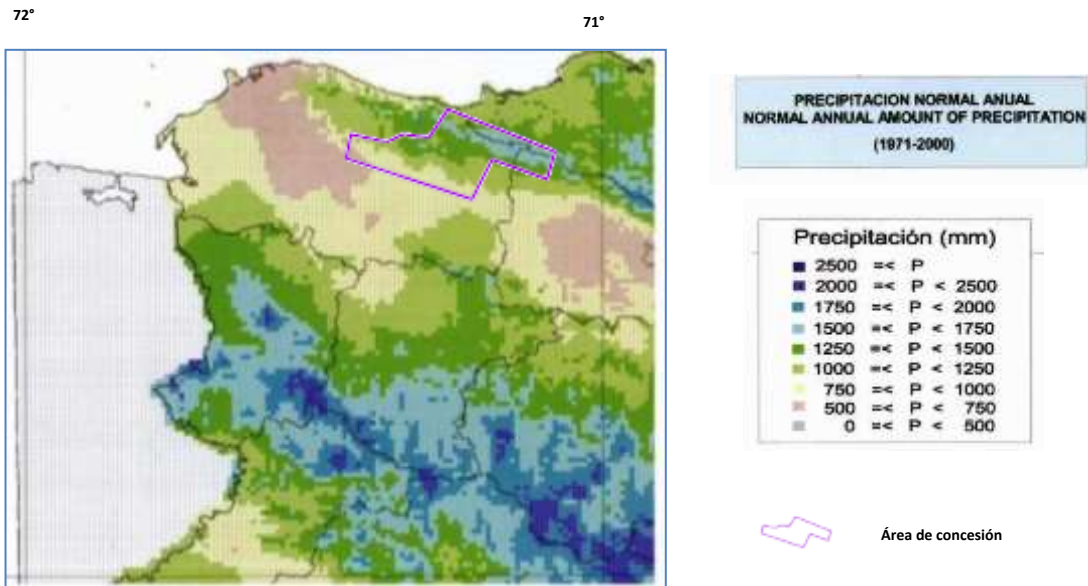 72°
71°
PRECIPITACION NORMAL ANUAL
NORMAL ANNUAL AMOUNT OF PRECIPITATION
(1971-2000)
Precipitación (mm)
2500 =< P
2000 =< P < 2500
1750 =< P < 2000
1500 =< P < 1750
1250 =< P < 1500
1000 =< P < 1250
750 =< P < 1000
500 =< P < 750
0 =< P < 500
Área de concesión